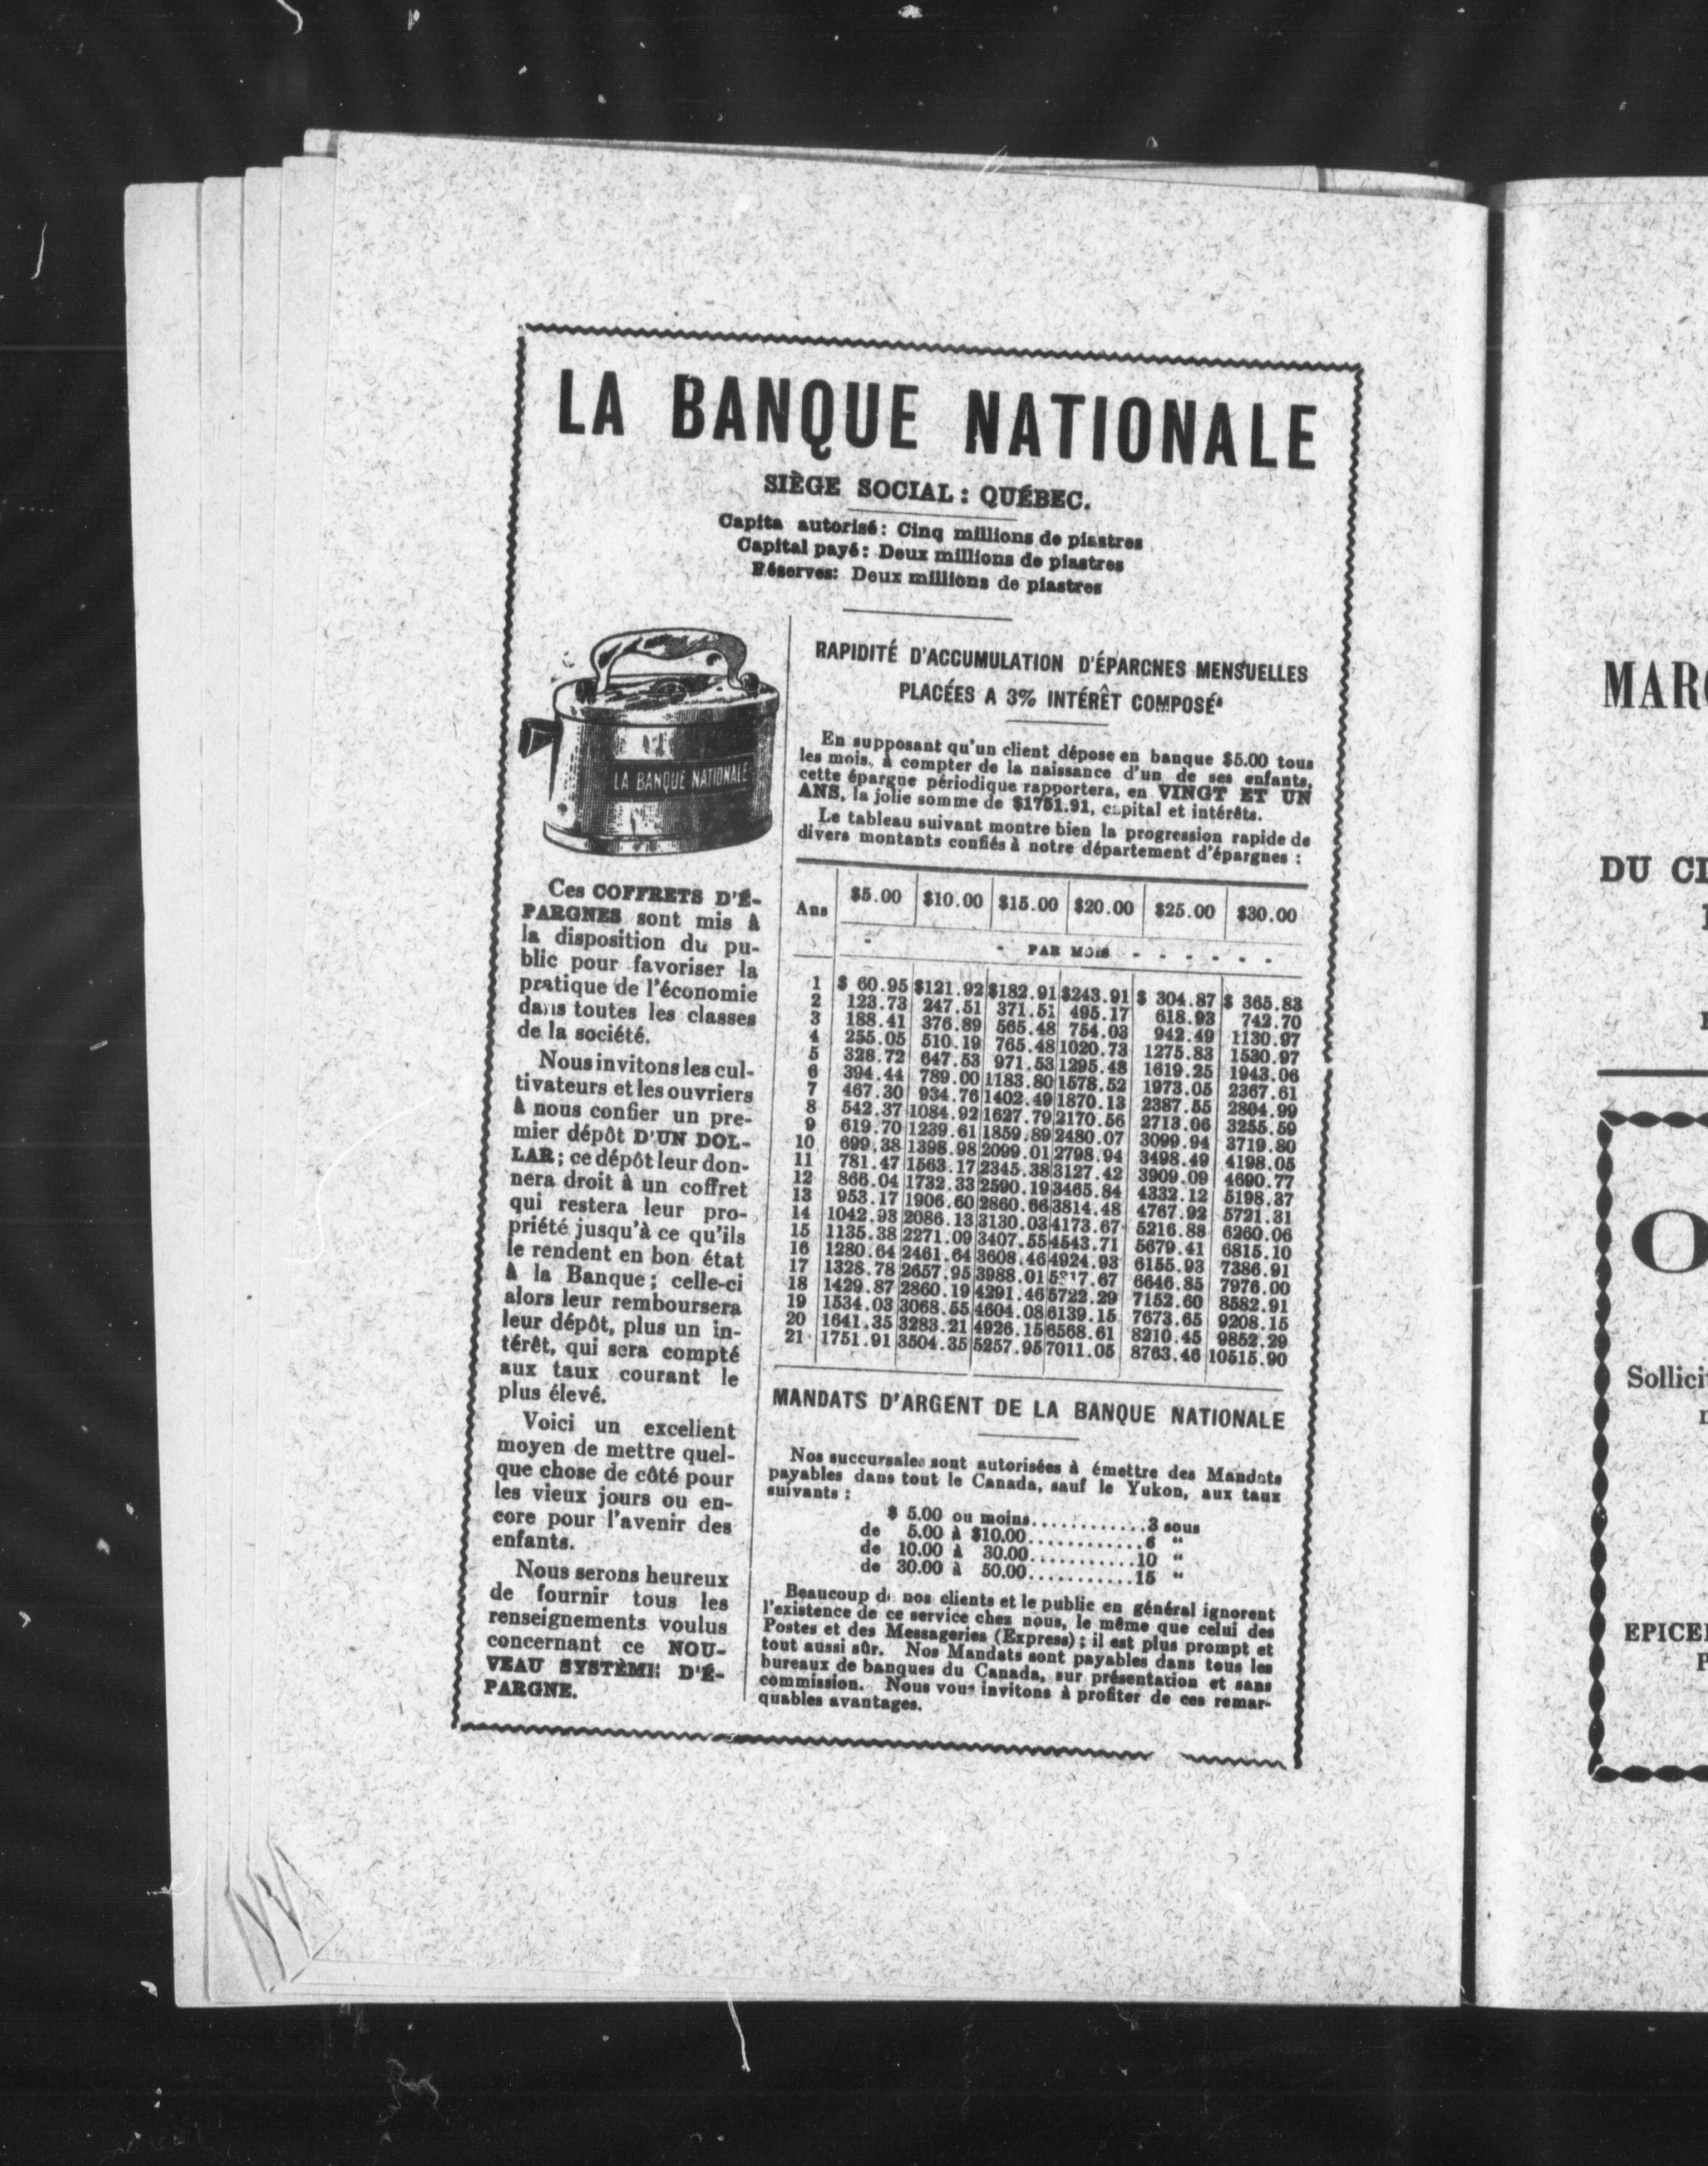 LA BANQUE NATIONALE
SIÈGE SOCIAL : QUÉBEC.
Capita autorisé: Cinq millions de piastres
Capital payé: Deux millions de piastres
Réserves: Deux millions de piastres
LA BANQUE NATIONALE
Ces COFFRETS D'É-
PARGNES sont mis à
la disposition du pu-
blic pour favoriser la
pratique de l'économie
dans toutes les classes
de la société.
Nous invitons les cul-
tivateurs et les ouvriers
à nous confier un pre-
mier dépôt D'UN DOL-
LAR ; ce dépôt leur don-
nera droit à un coffret
qui restera leur pro-
priété jusqu'à ce qu'ils
le rendent en bon état
à la Banque ; celle-ci
alors leur remboursera
leur dépôt, plus un in-
térêt, qui sera compté
aux taux courant le
plus élevé.
Voici un excellent
moyen de mettre quel-
que chose de côté pour
les vieux jours ou en-
core pour l'avenir des
enfants.
Nous serons heureux
de fournir tous les
renseignements voulus
concernant ce NOU-
VEAU SYSTÈME D'É-
PARGNE.
RAPIDITÉ D'ACCUMULATION D'ÉPARGNES MENSUELLES
PLACÉES A 3% INTÉRÊT COMPOSÉ
En supposant qu'un client dépose en banque $5.00 tous
les mois, à compter de la naissance d'un de ses enfants,
cette épargne périodique rapportera, en VINGT ET UN
ANS, la jolie somme de $1751.91, capital et intérêts.
Le tableau suivant montre bien la progression rapide de
divers montants confiés à notre département d'épargnes :
Ans $5.00 $10.00 $15.00 $20.00 $25.00 $30.00
- - PAR MOIS - - - - - -
1 $ 60.95 $121.92 $182.91 $243.91 $ 304.87 $ 365.83
2 123.73 247.51 371.51 495.17 618.93 742.70
3 188.41 376.89 565.48 754.03 942.49 1130.97
4 255.05 510.19 765.48 1020.73 1275.83 1530.97
5 328.72 647.53 971.53 1295.48 1619.25 1943.06
6 394.44 789.00 1183.80 1578.52 1973.05 2367.61
7 467.30 934.76 1402.49 1870.13 2387.55 2804.99
8 542.37 1084.92 1627.79 2170.56 2713.06 3255.59
9 619.70 1239.61 1859.89 2480.07 3099.94 3719.80
10 699.38 1398.98 2099.01 2798.94 3498.49 4198.05
11 781.47 1563.17 2345.38 3127.42 3909.09 4690.77
12 866.04 1732.33 2590.19 3465.84 4332.12 5198.37
13 953.17 1906.60 2860.66 3814.48 4767.92 5721.31
14 1042.93 2086.13 3130.03 4173.67 5216.88 6260.06
15 1135.38 2271.09 3407.55 4543.71 5679.41 6815.10
16 1280.64 2461.64 3608.46 4924.93 6155.93 7386.91
17 1328.78 2657.95 3988.01 6646.85 7976.00
18 1429.87 2860.19 4291.46 5722.29 7152.60 8582.91
19 1534.03 3068.55 4604.08 6139.15 7673.65 9208.15
20 1641.35 3283.21 4926.15 6568.61 8210.45 9852.29
21 1751.91 3504.35 5257.95 7011.05 8763.46 10515.90
MANDATS D'ARGENT DE LA BANQUE NATIONALE
Nos succursales sont autorisées à émettre des Mandats
payables dans tout le Canada, sauf le Yukon, aux taux
suivants :
$ 5.00 ou moins............3 sous
de 5.00 à $10.00............6 "
de 10.00 à 30.00...........10 "
de 30.00 à 50.00...........15 "
Beaucoup de nos clients et le public en général ignorent
l'existence de ce service chez nous, le même que celui des
Postes et des Messageries (Express) ; il est plus prompt et
tout aussi sûr. Nos Mandats sont payables dans tous les
bureaux de banques du Canada, sur présentation et sans
commission. Nous vous invitons à profiter de ces remar-
quables avantages.
DU